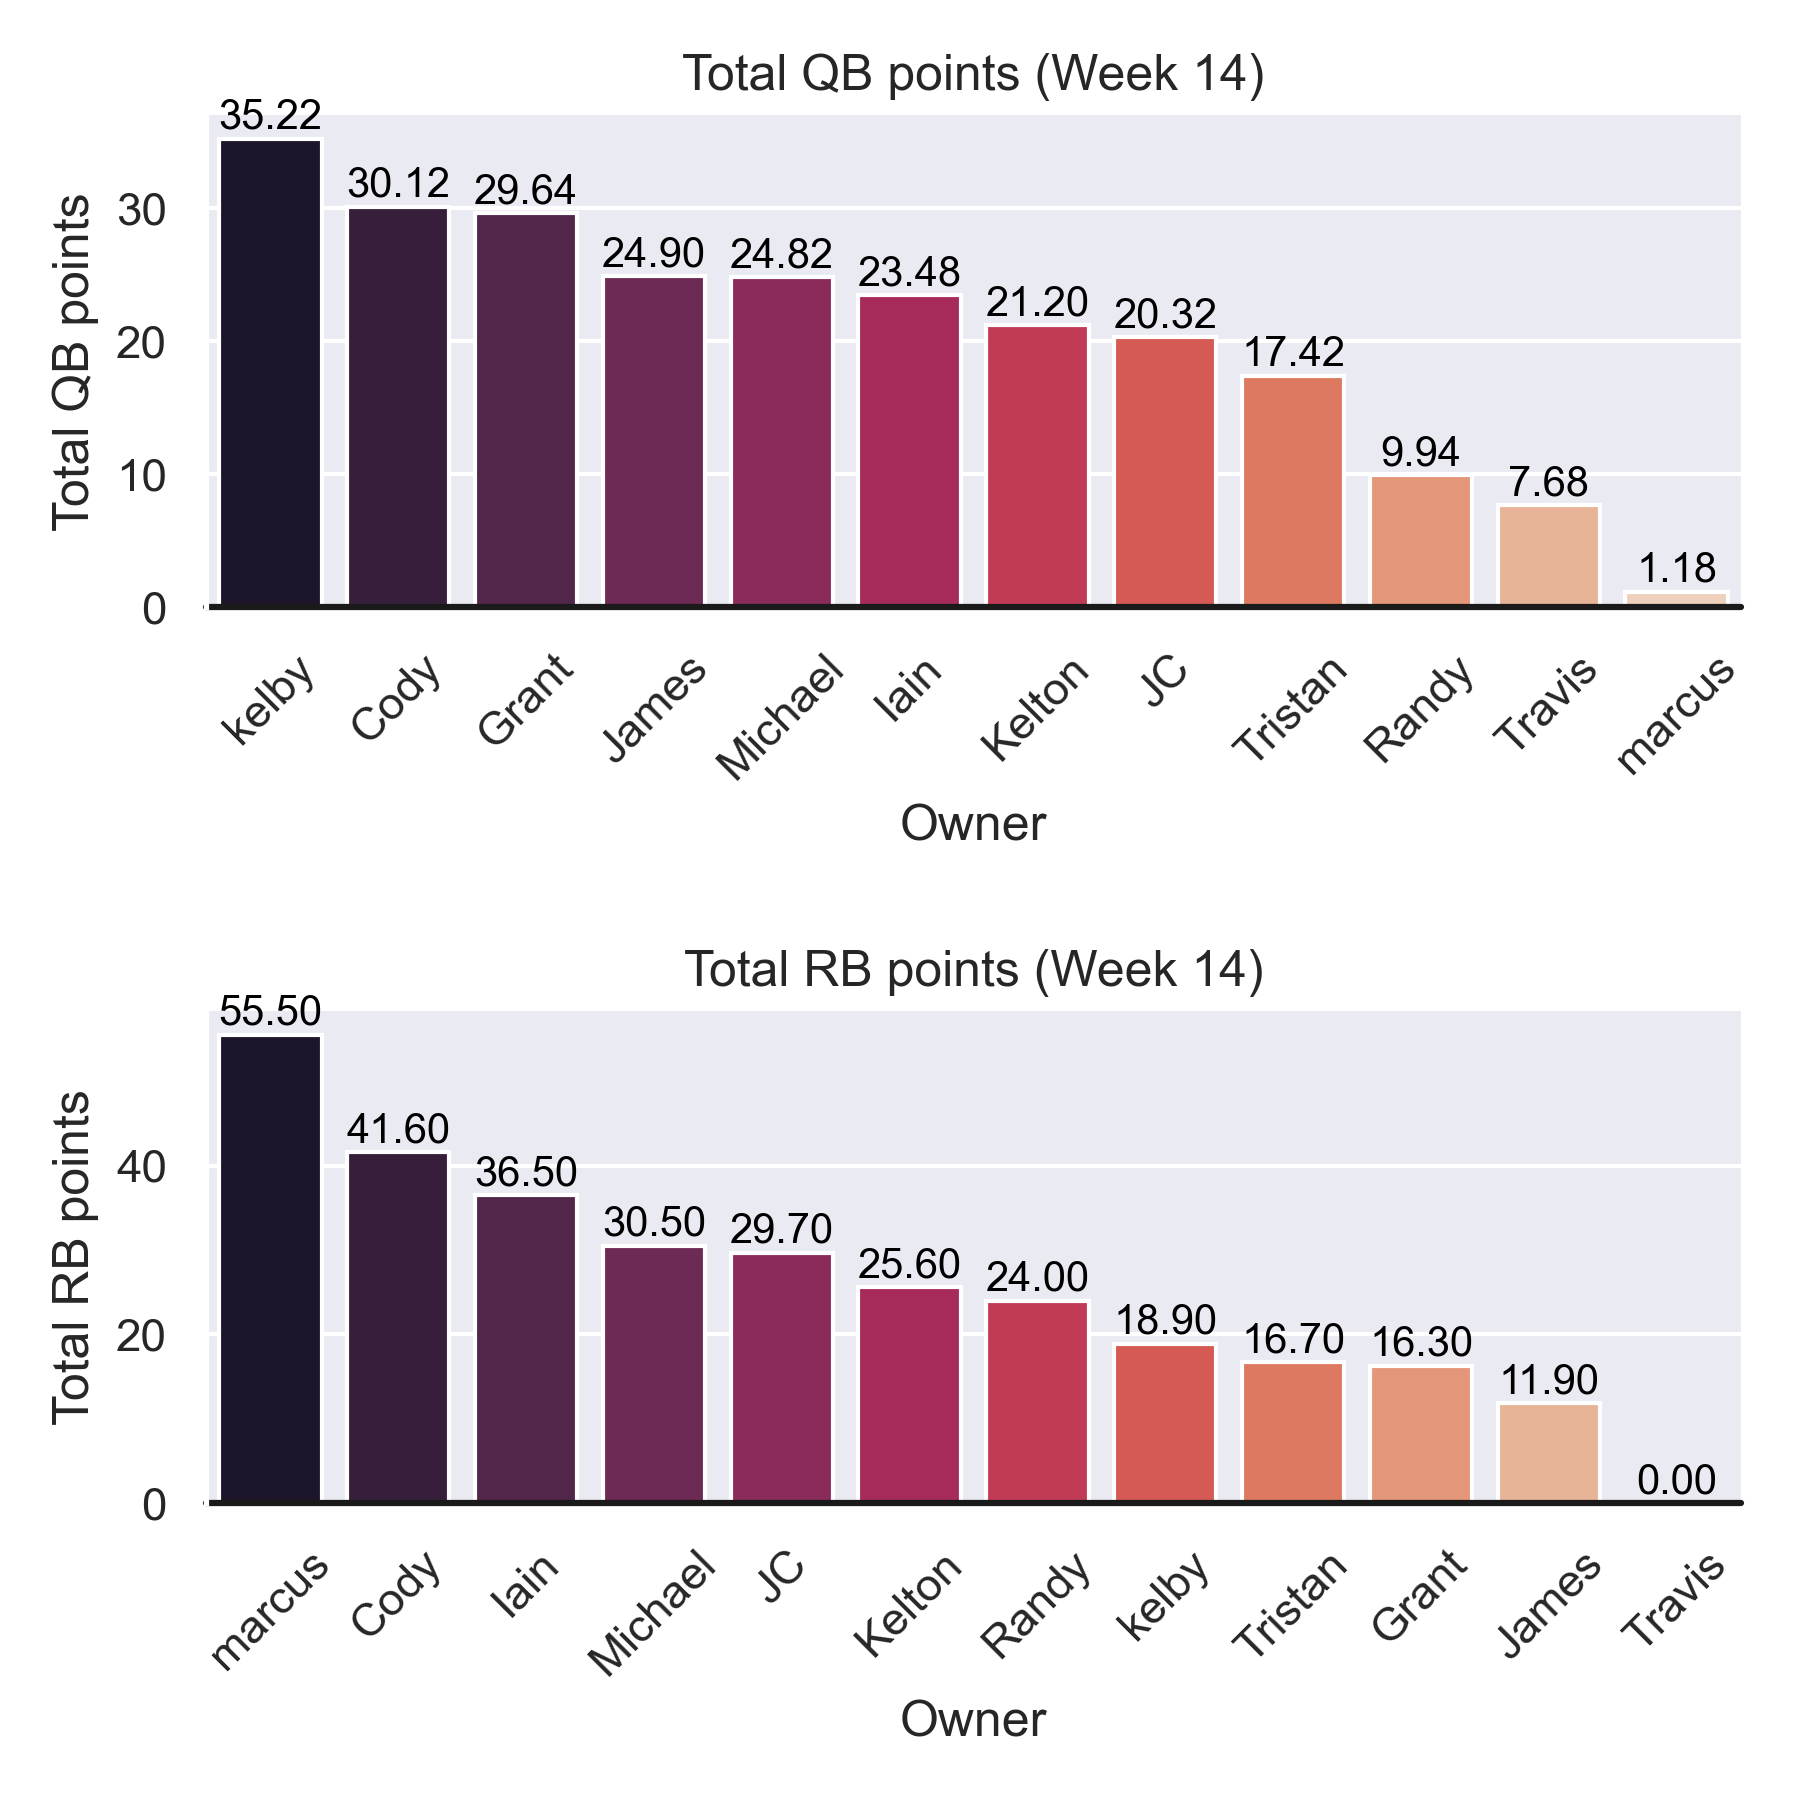 Total QB points (Week 14)
35.22
30.12
29.64
24.90
24.82
23.48
21.20
20.32
17.42
9.94
7.68
1.18
Total QB points
30
20
10
0
kelby
Cody
Grant
James
Michael
Iain
Kelton
JC
Tristan
Randy
Travis
marcus
Owner
Total RB points (Week 14)
55.50
41.60
36.50
30.50
29.70
25.60
24.00
18.90
16.70
16.30
11.90
0.00
Total RB points
40
20
0
marcus
Cody
Iain
Michael
JC
Kelton
Randy
kelby
Tristan
Grant
James
Travis
Owner